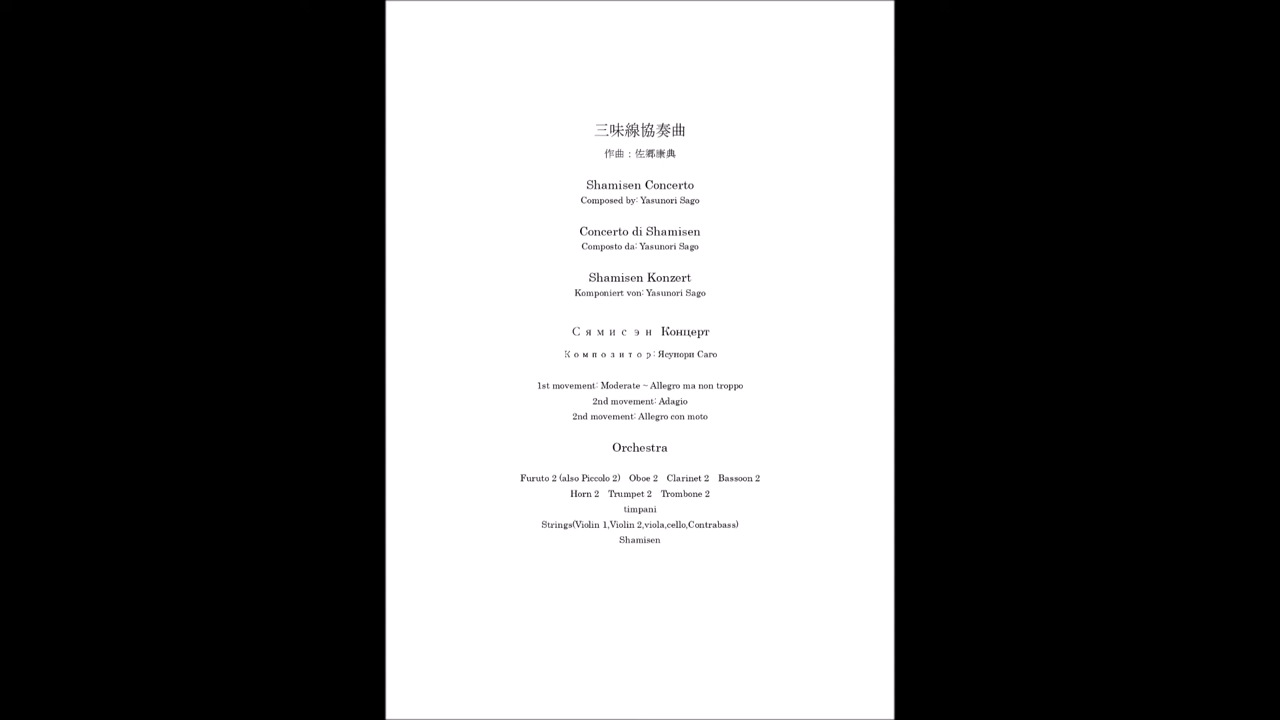 三味線協奏曲
作曲：佐郷康典
Shamisen Concerto
Composed by: Yasunori Sago
Concerto di Shamisen
Composto da: Yasunori Sago
Shamisen Konzert
Komponiert von: Yasunori Sago
Сямисэн Концерт
Композитор: Ясунори Саго
1st movement: Moderate ~ Allegro ma non troppo
2nd movement: Adagio
2nd movement: Allegro con moto
Orchestra
Furuto 2 (also Piccolo 2) Oboe 2 Clarinet 2 Bassoon 2
Horn 2 Trumpet 2 Trombone 2
timpani
Strings(Violin 1,Violin 2,viola,cello,Contrabass)
Shamisen